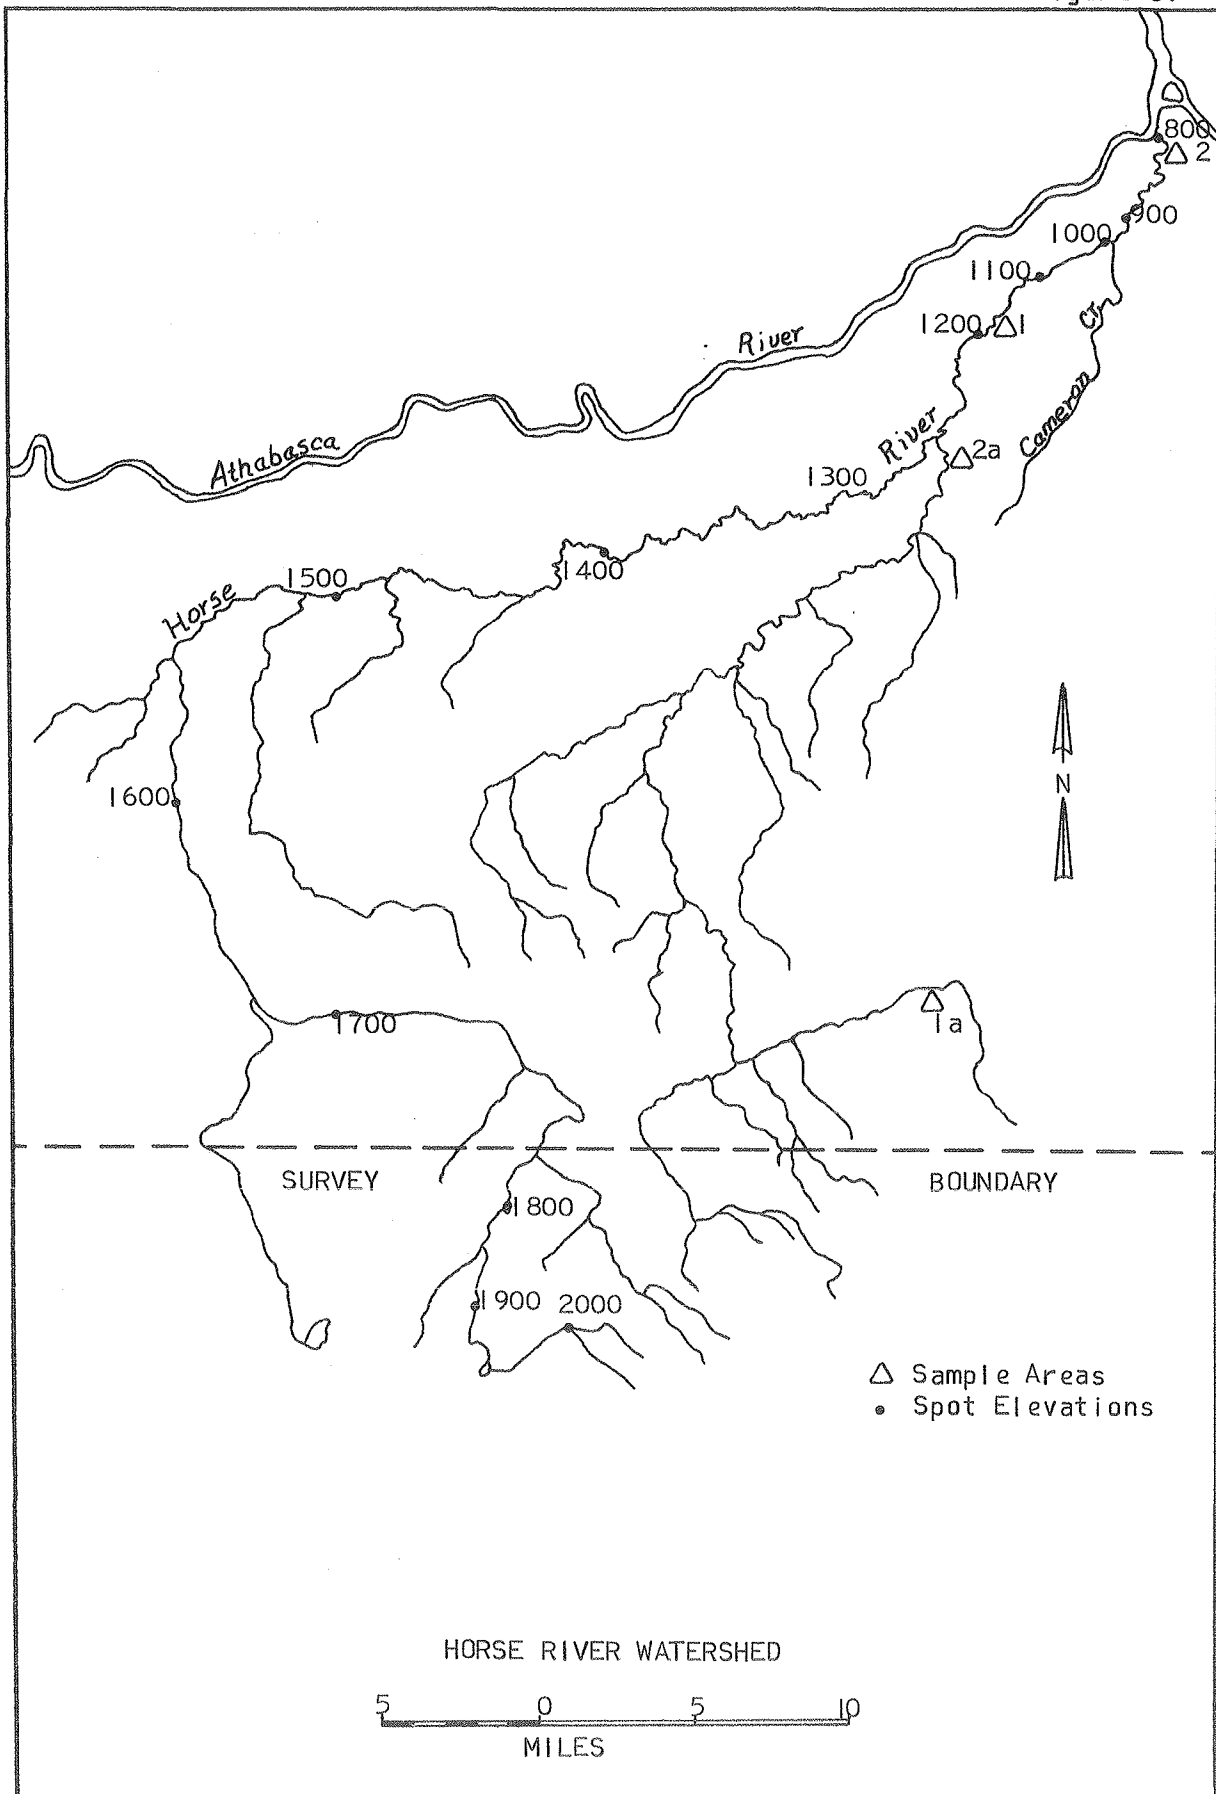 800
2
900
1000
1100
1200
1
Cr
River
Cameron
River
2a
Athabasca
1300
1400
1500
Horse
N
1600
1a
1700
SURVEY
BOUNDARY
1800
1900
2000
Sample Areas
Spot Elevations
HORSE RIVER WATERSHED
5 0 5 10
MILES